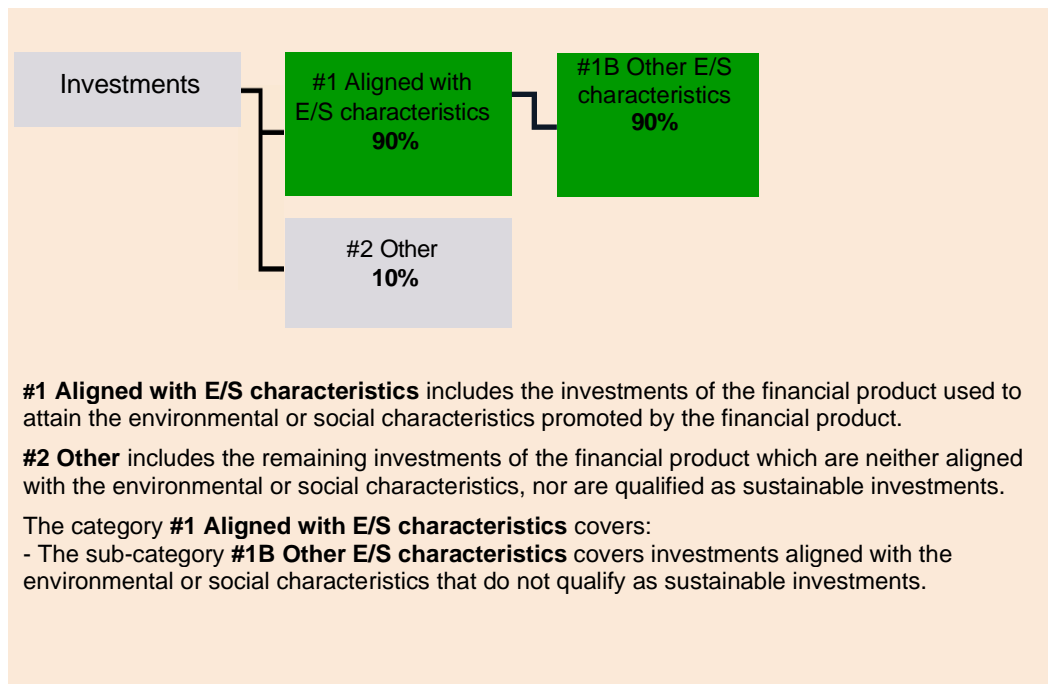 Investments
#1 Aligned with
E/S characteristics
90%
#1B Other E/S
characteristics
90%
#2 Other
10%
#1 Aligned with E/S characteristics includes the investments of the financial product used to
attain the environmental or social characteristics promoted by the financial product.
#2 Other includes the remaining investments of the financial product which are neither aligned
with the environmental or social characteristics, nor are qualified as sustainable investments.
The category #1 Aligned with E/S characteristics covers:
- The sub-category #1B Other E/S characteristics covers investments aligned with the
environmental or social characteristics that do not qualify as sustainable investments.